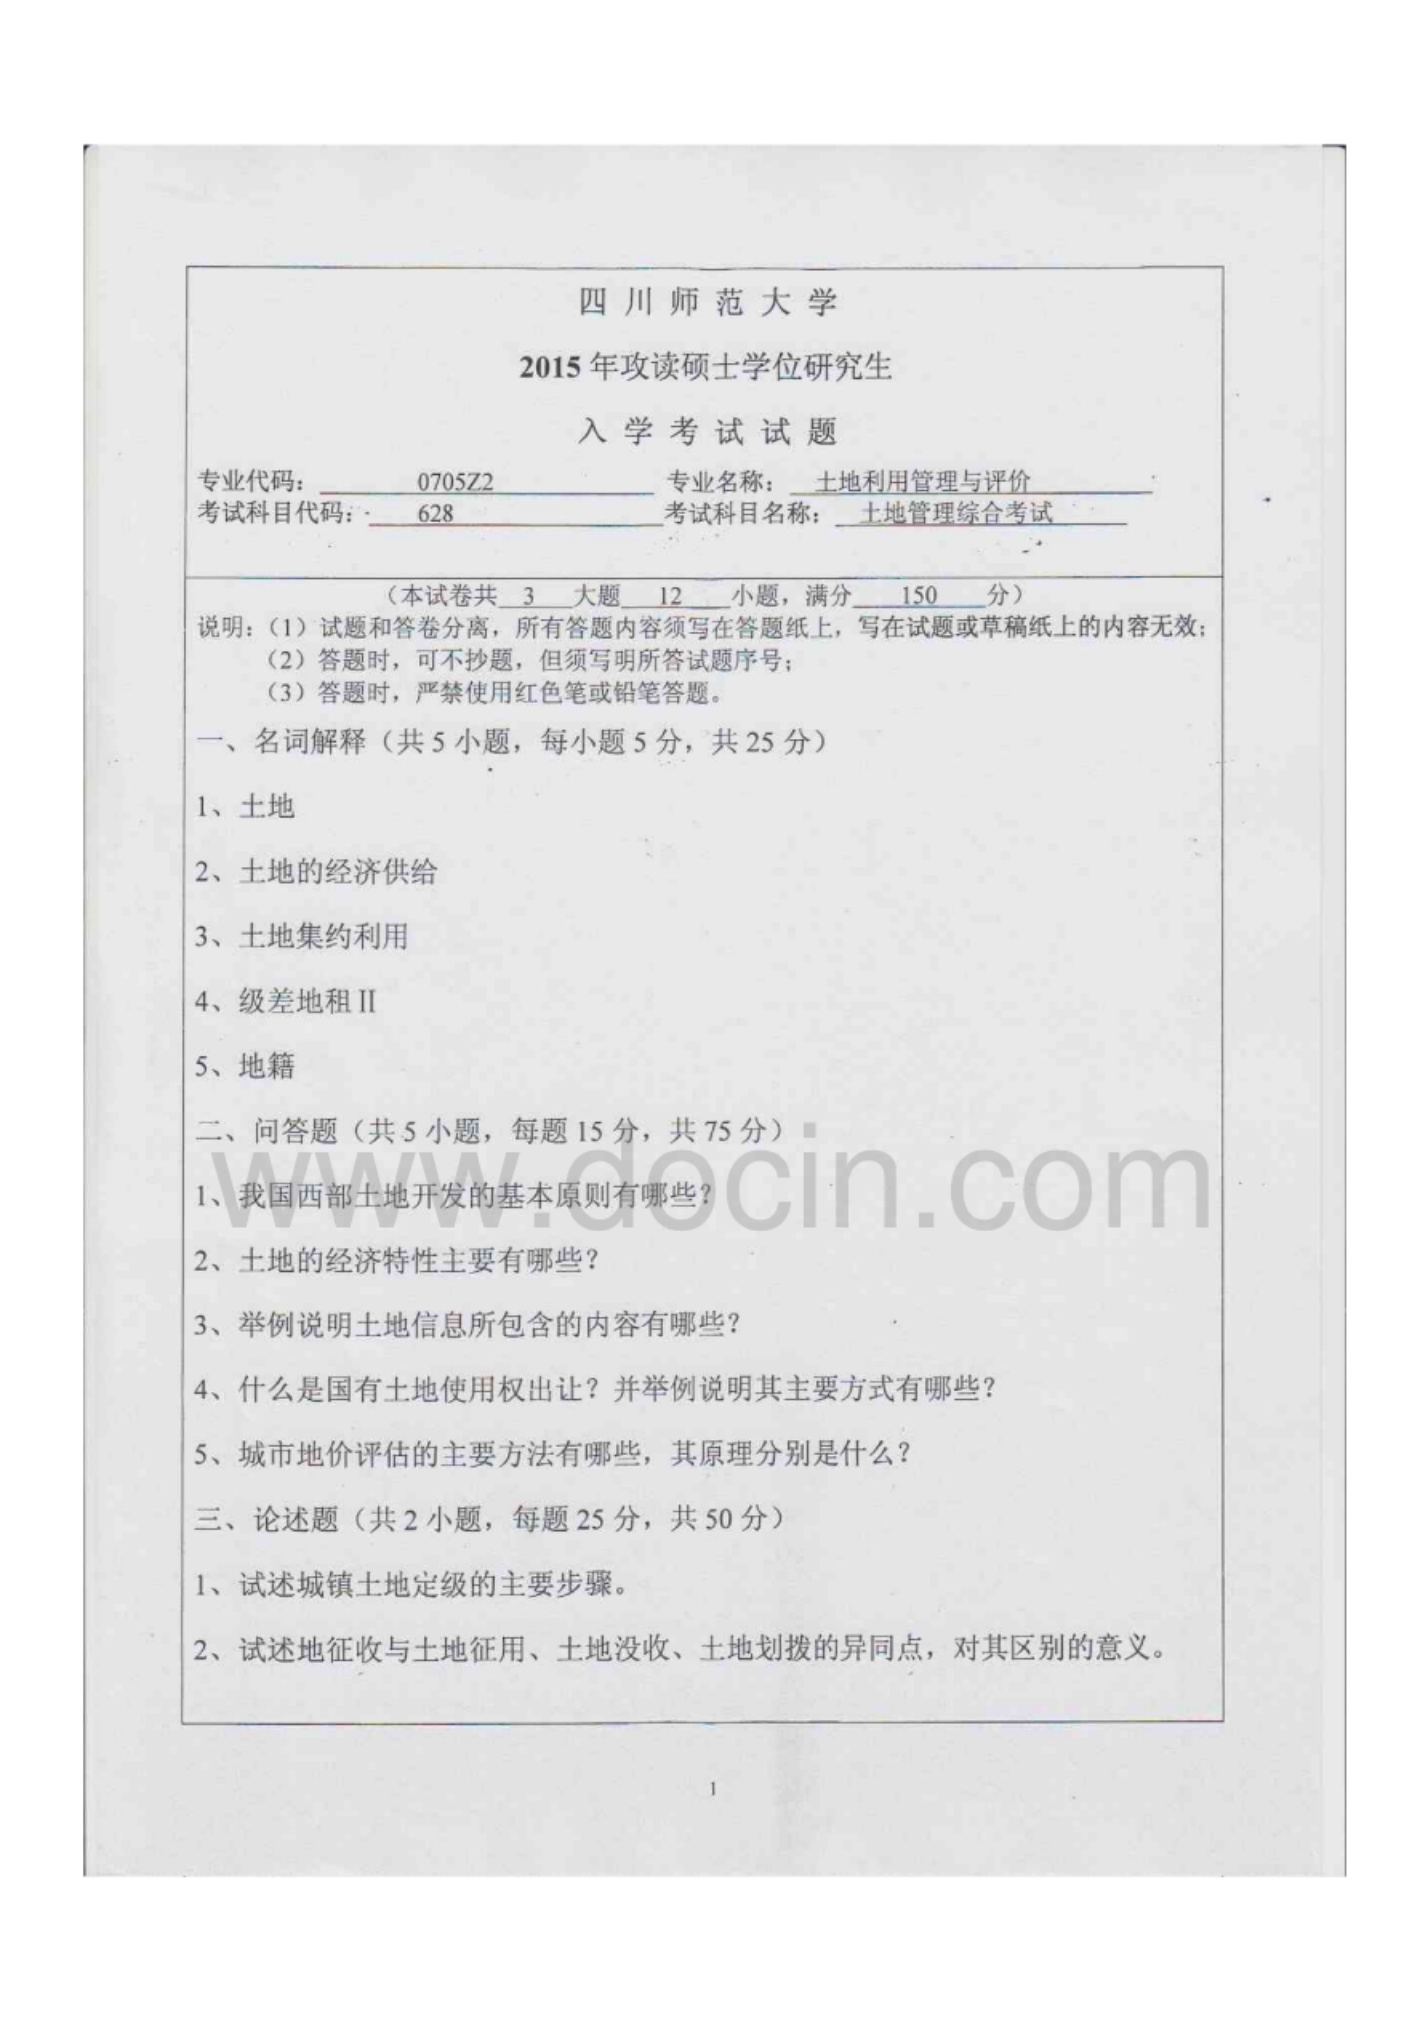 四川师范大学
2015年攻读硕士学位研究生
入学考试试题
专业代码： 0705Z2 专业名称： 土地利用管理与评价
考试科目代码： 628 考试科目名称： 土地管理综合考试
（本试卷共 3 大题 12 小题，满分 150 分）
说明：（1）试题和答卷分离，所有答题内容须写在答题纸上，写在试题或草稿纸上的内容无效；
（2）答题时，可不抄题，但须写明所答试题序号；
（3）答题时，严禁使用红色笔或铅笔答题。
一、名词解释（共5小题，每小题5分，共25分）
1、土地
2、土地的经济供给
3、土地集约利用
4、级差地租Ⅱ
5、地籍
二、问答题（共5小题，每题15分，共75分）
www.docin.com
1、我国西部土地开发的基本原则有哪些？
2、土地的经济特性主要有哪些？
3、举例说明土地信息所包含的内容有哪些？
4、什么是国有土地使用权出让？并举例说明其主要方式有哪些？
5、城市地价评估的主要方法有哪些，其原理分别是什么？
三、论述题（共2小题，每题25分，共50分）
1、试述城镇土地定级的主要步骤。
2、试述地征收与土地征用、土地没收、土地划拨的异同点，对其区别的意义。
1